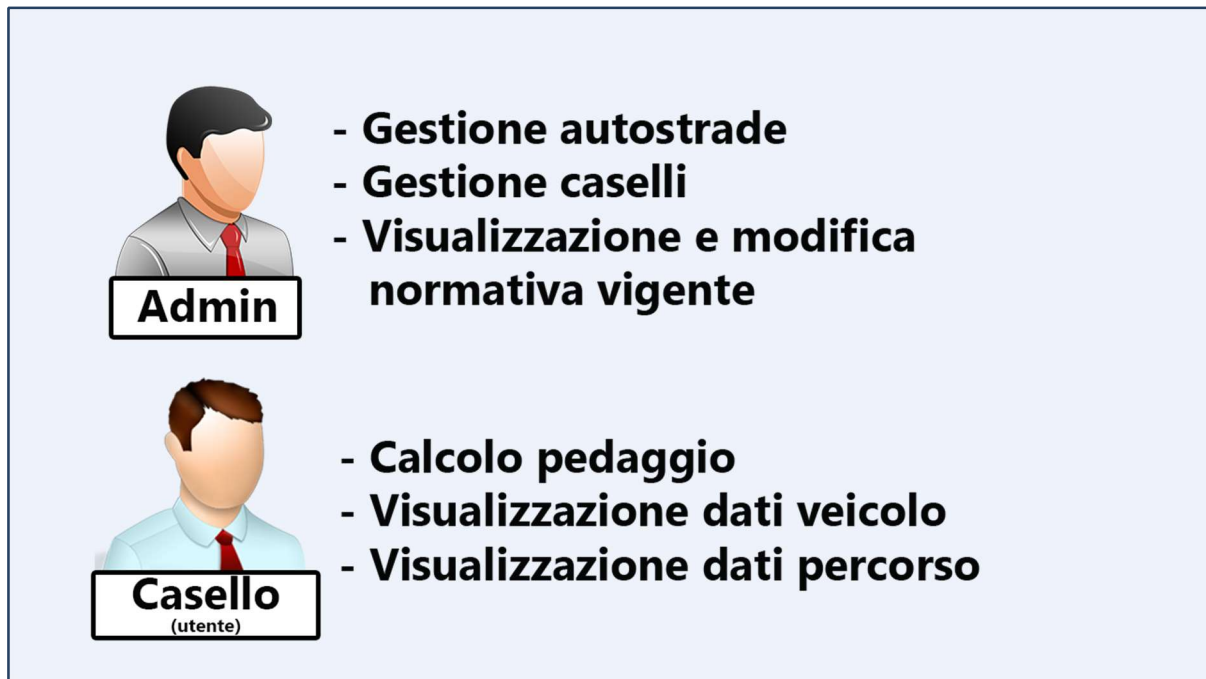 - Gestione autostrade
- Gestione caselli
- Visualizzazione e modifica
normativa vigente
Admin
- Calcolo pedaggio
- Visualizzazione dati veicolo
- Visualizzazione dati percorso
Casello
(utente)